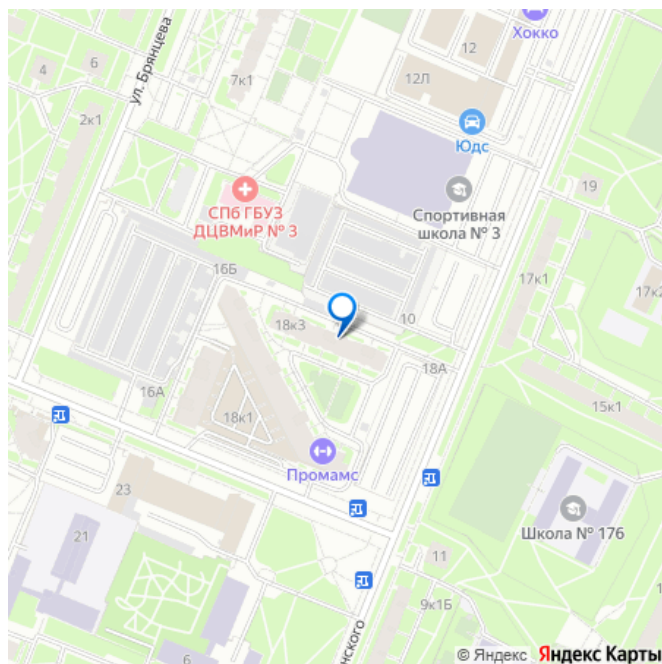 Хокко
12
4
6
7к1
12Л
ул. Брянцева
2к1
Юдс
19
СПб ГБУЗ
ДЦВМиР № 3
Спортивная
школа № 3
16Б
17к1
17к2
18к3
10
18А
16А
18к1
15к1
Промамс
23
21
Школа № 176
11
9к1Б
6
нского
1
© Яндекс Яндекс Карты